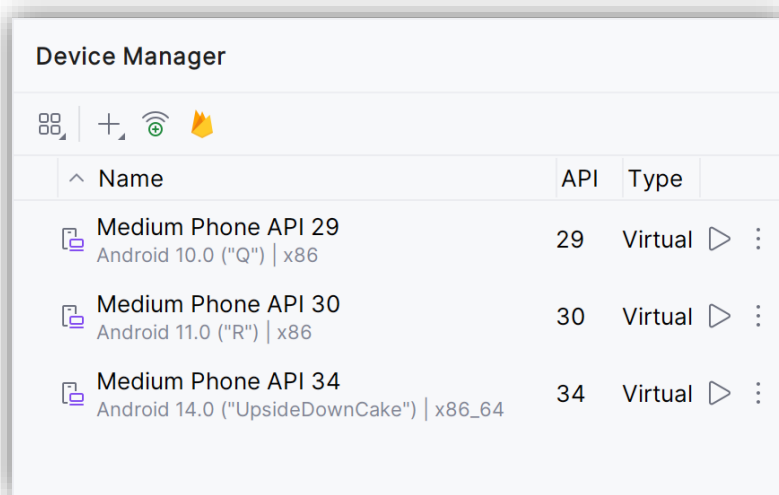 Device Manager
Name API Type
Medium Phone API 29 29 Virtual
Android 10.0 ("Q") | x86
Medium Phone API 30 30 Virtual
Android 11.0 ("R") | x86
Medium Phone API 34 34 Virtual
Android 14.0 ("UpsideDownCake") | x86_64